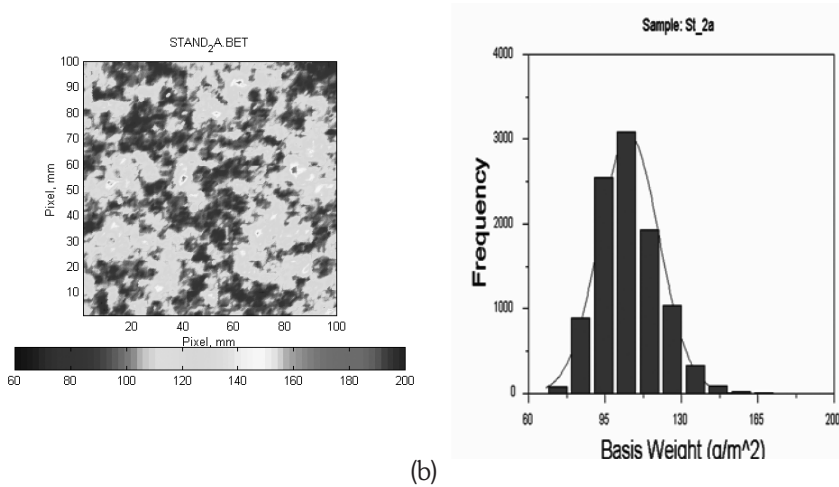 STAND₂A.BET
100
90
80
70
60
50
40
30
20
10
Pixel, mm
20 40 60 80 100
Pixel, mm
60 80 100 120 140 160 180 200
Sample: St_2a
4000
3000
2000
1000
0
Frequency
60 95 130 165 200
Basis Weight (g/m^2)
(b)